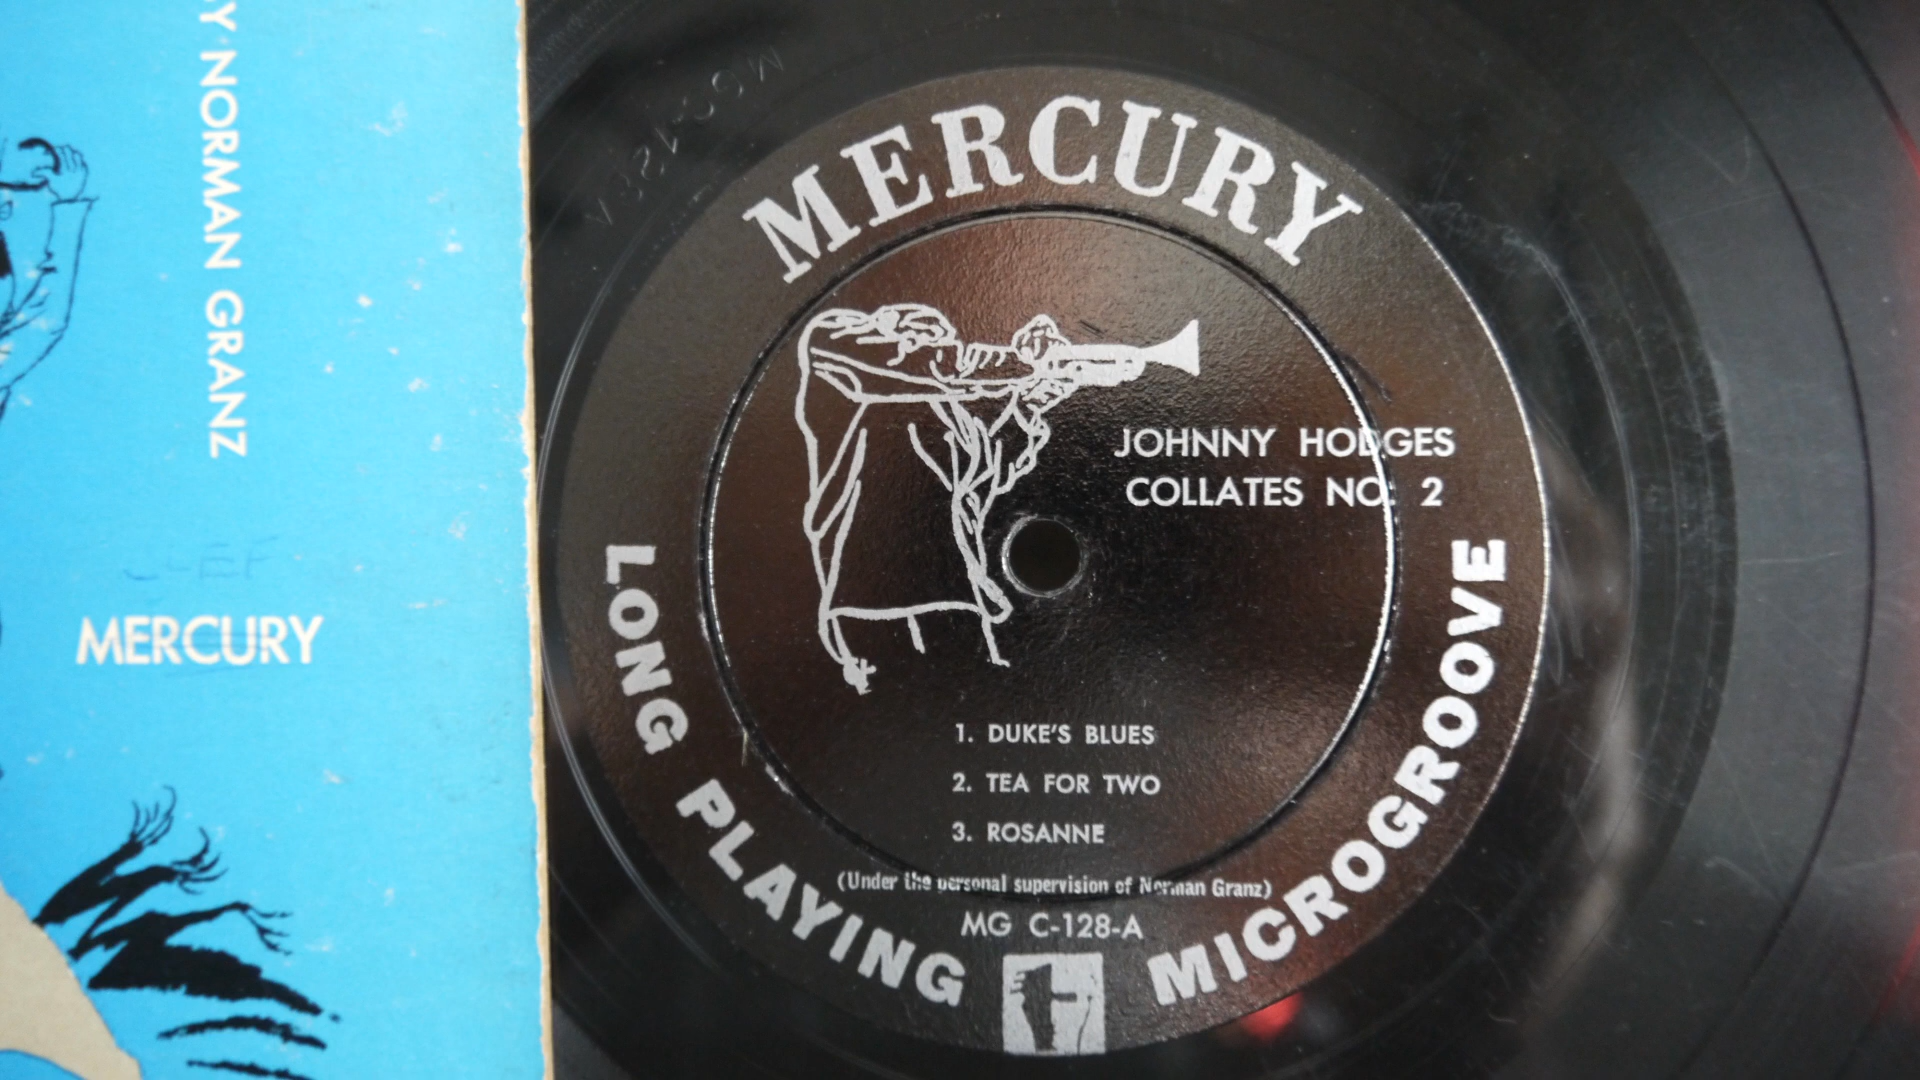 NORMAN GRANZ
CLEF
MERCURY
MERCURY
JOHNNY HODGES
COLLATES NO. 2
1. DUKE'S BLUES
2. TEA FOR TWO
3. ROSANNE
(Under the personal supervision of Norman Granz)
MG C-128-A
LONG PLAYING MICROGROOVE